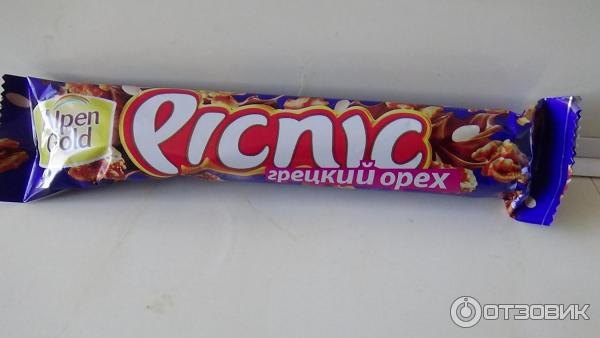 Alpen
Gold
Picnic
грецкий орех
ОТЗОВИК